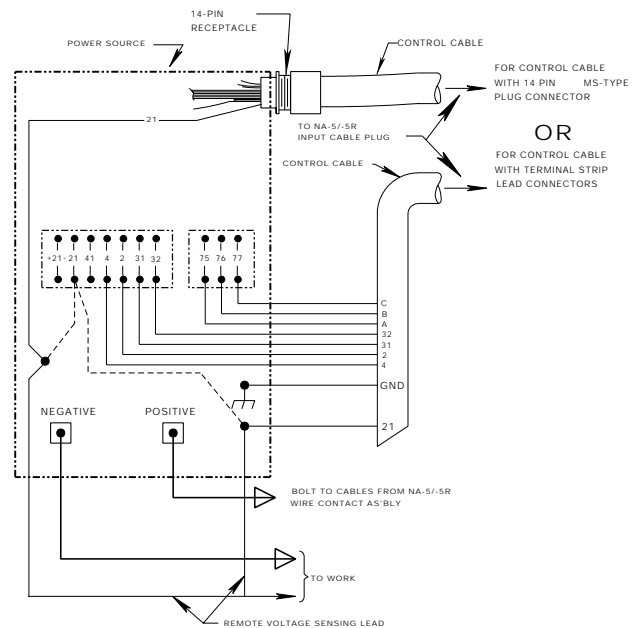 14-PIN
RECEPTACLE
POWER SOURCE
CONTROL CABLE
FOR CONTROL CABLE
WITH 14 PIN MS-TYPE
PLUG CONNECTOR
21
TO NA-5/-5R
INPUT CABLE PLUG
OR
CONTROL CABLE
FOR CONTROL CABLE
WITH TERMINAL STRIP
LEAD CONNECTORS
+21- 21 41 4 2 31 32 75 76 77
C
B
A
32
31
2
4
GND
21
NEGATIVE POSITIVE
BOLT TO CABLES FROM NA-5/-5R
WIRE CONTACT AS'BLY
TO WORK
REMOTE VOLTAGE SENSING LEAD